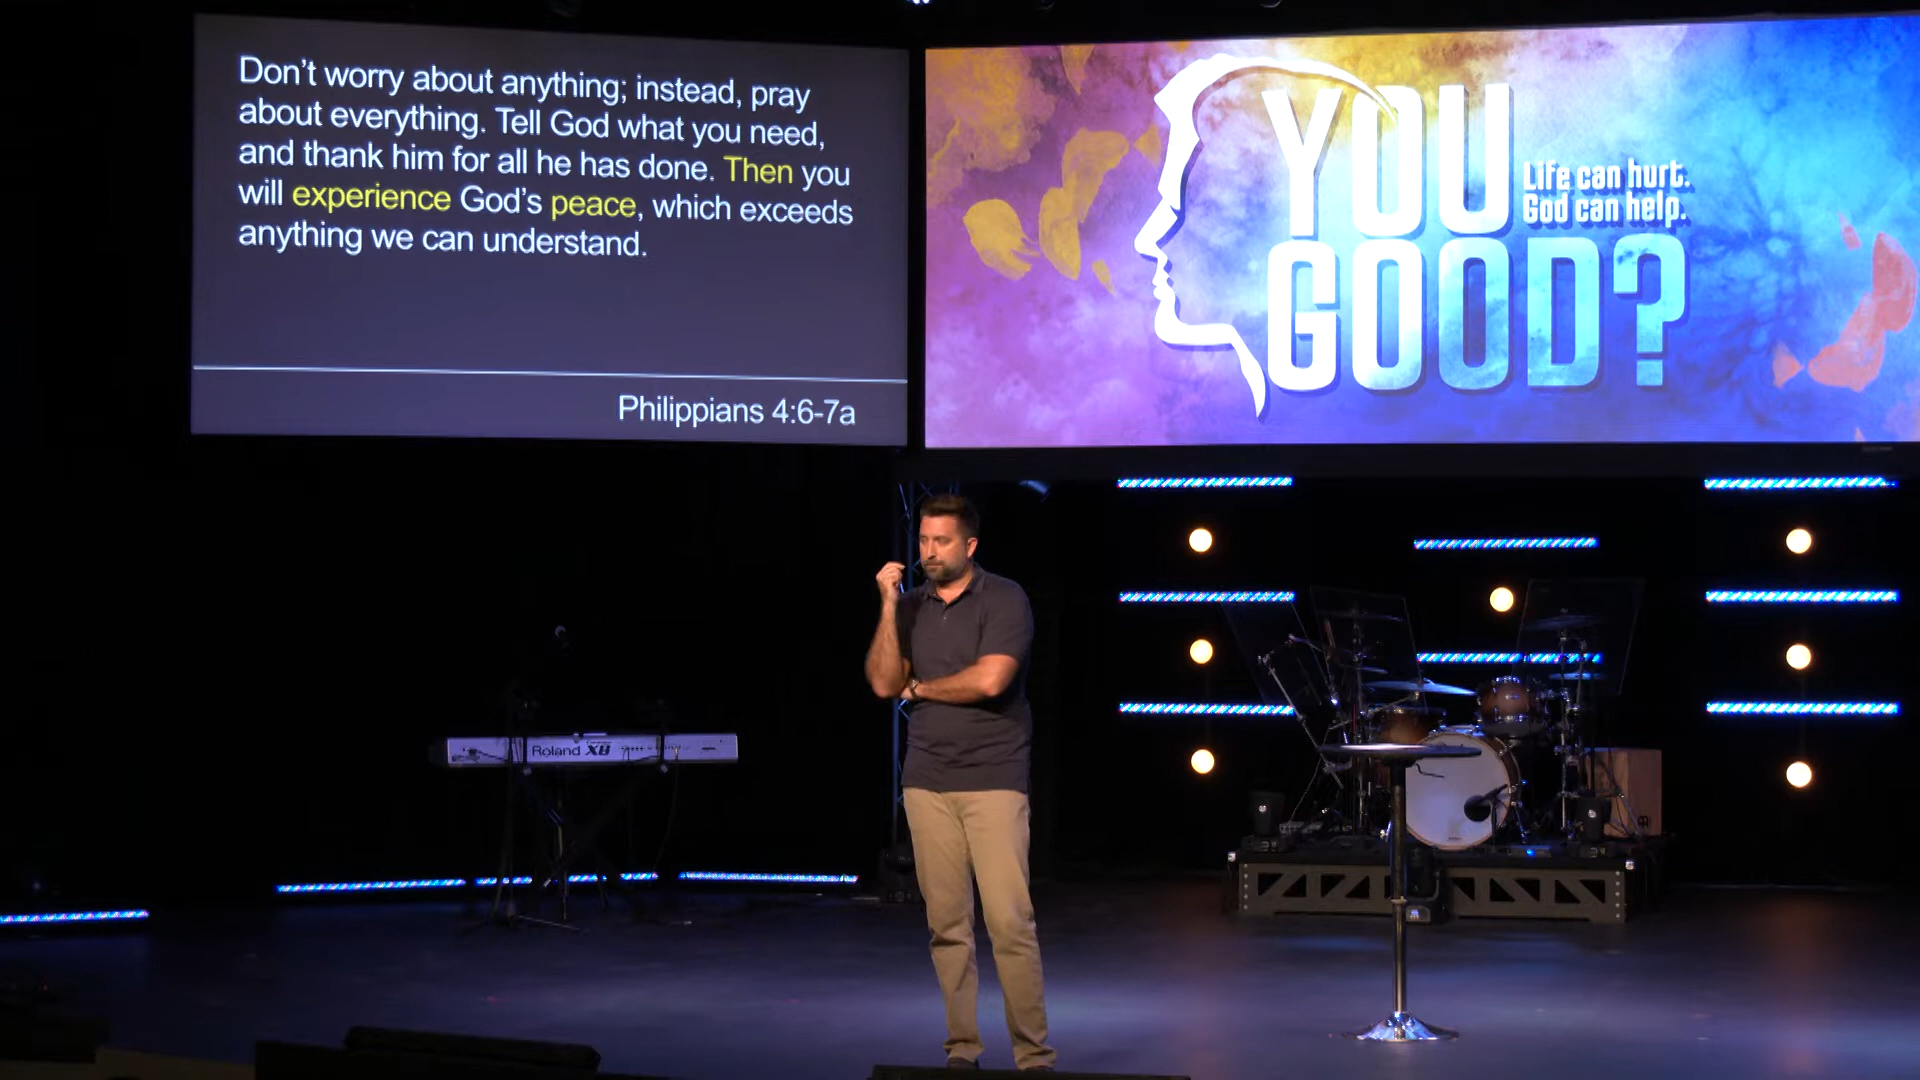 Don't worry about anything; instead, pray
about everything. Tell God what you need,
and thank him for all he has done. Then you
will experience God's peace, which exceeds
anything we can understand.
Philippians 4:6-7a
YOU
Life can hurt.
God can help.
GOOD?
Roland X8